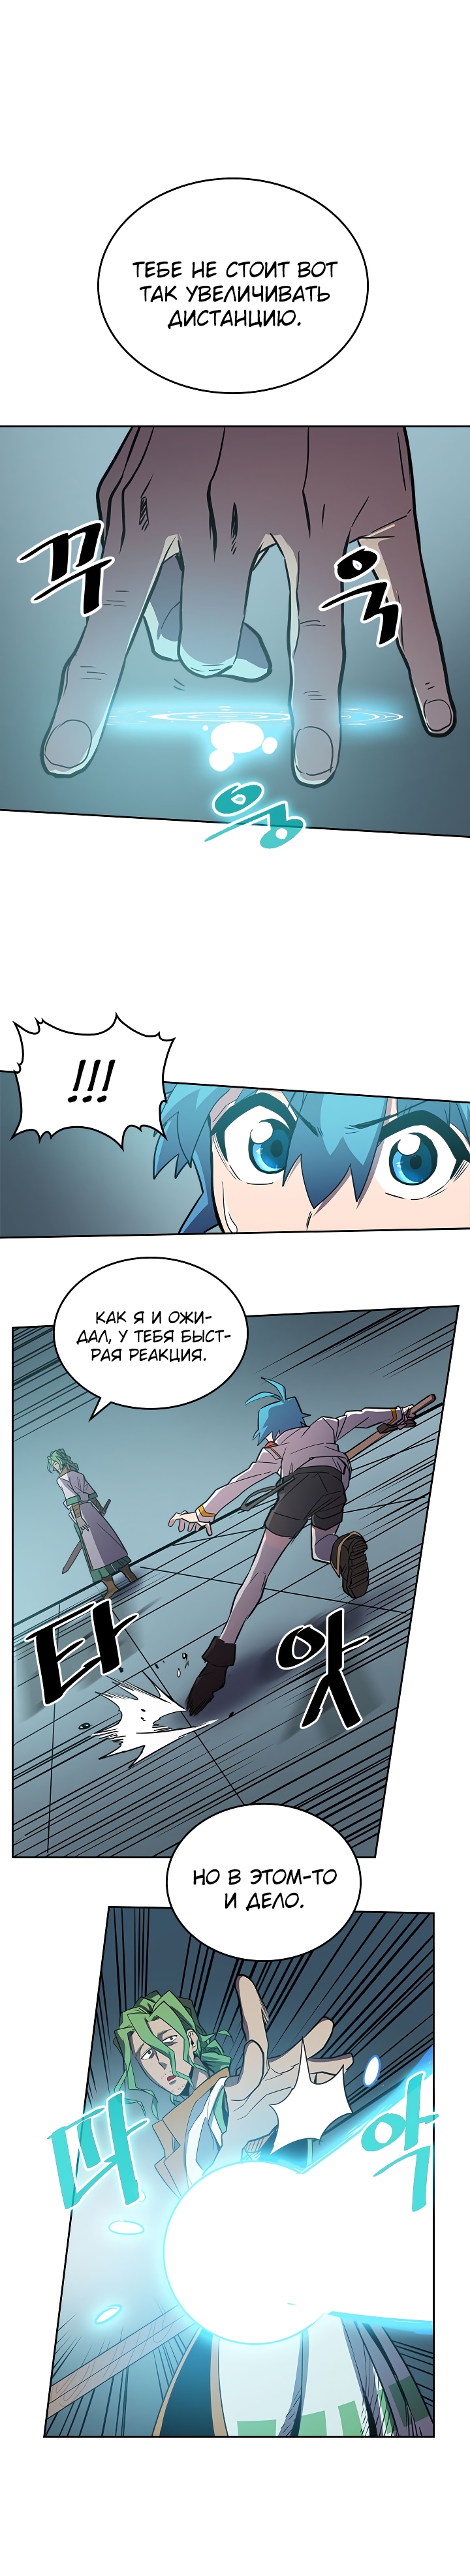 ТЕБЕ НЕ СТОИТ ВОТ
ТАК УВЕЛИЧИВАТЬ
ДИСТАНЦИЮ.
꾸
욱
웅
!!!
КАК Я И ОЖИ-
ДАЛ, У ТЕБЯ БЫСТ-
РАЯ РЕАКЦИЯ.
타
아
НО В ЭТОМ-ТО
И ДЕЛО.
파
악